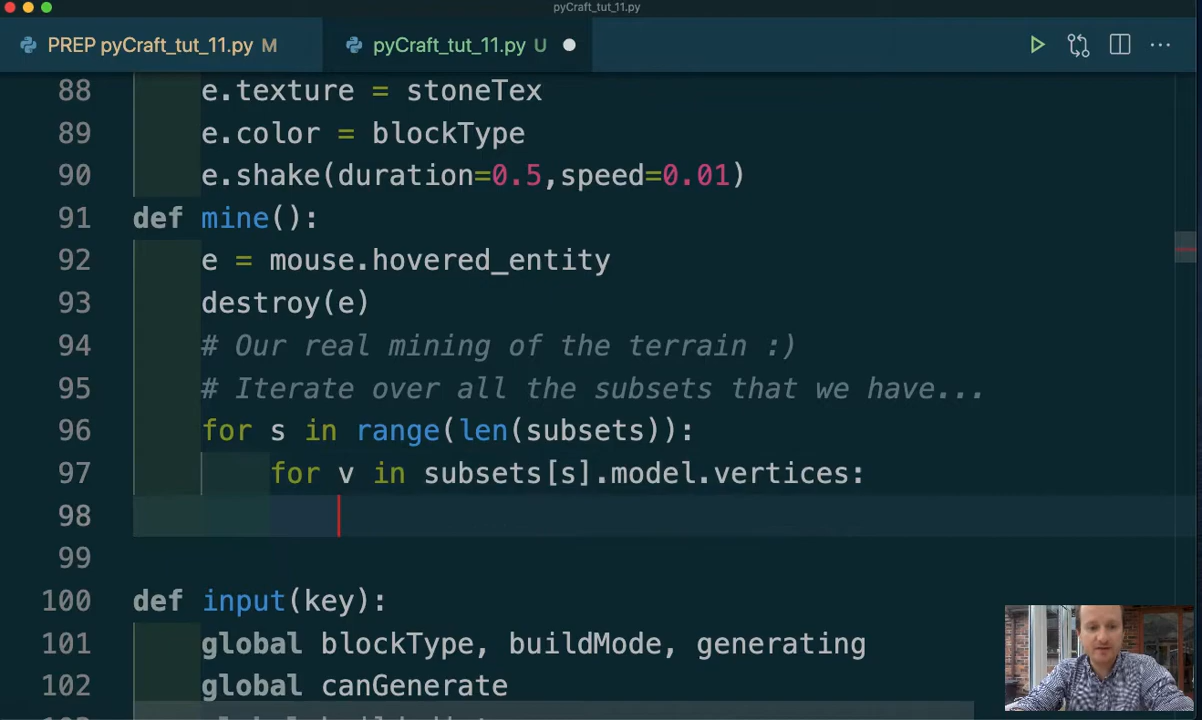 pyCraft_tut_11.py
PREP pyCraft_tut_11.py M
pyCraft_tut_11.py U
88 e.texture = stoneTex
89 e.color = blockType
90 e.shake(duration=0.5,speed=0.01)
91 def mine():
92 e = mouse.hovered_entity
93 destroy(e)
94 # Our real mining of the terrain :)
95 # Iterate over all the subsets that we have...
96 for s in range(len(subsets)):
97 for v in subsets[s].model.vertices:
98
99
100 def input(key):
101 global blockType, buildMode, generating
102 global canGenerate